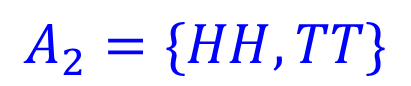 A₂ = {HH, TT}